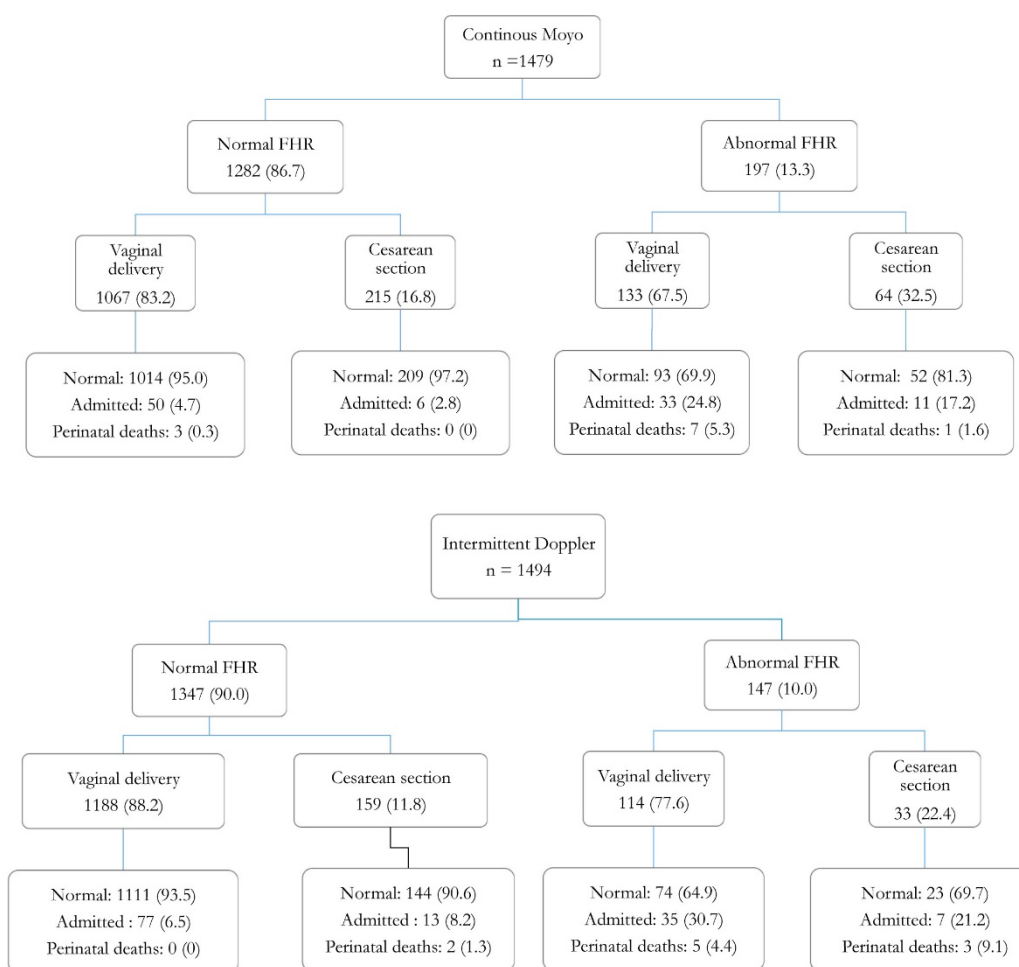 Continous Moyo
n =1479
Normal FHR
1282 (86.7)
Abnormal FHR
197 (13.3)
Vaginal
delivery
1067 (83.2)
Cesarean
section
215 (16.8)
Vaginal
delivery
133 (67.5)
Cesarean
section
64 (32.5)
Normal: 1014 (95.0)
Admitted: 50 (4.7)
Perinatal deaths: 3 (0.3)
Normal: 209 (97.2)
Admitted: 6 (2.8)
Perinatal deaths: 0 (0)
Normal: 93 (69.9)
Admitted: 33 (24.8)
Perinatal deaths: 7 (5.3)
Normal: 52 (81.3)
Admitted: 11 (17.2)
Perinatal deaths: 1 (1.6)
Intermittent Doppler
n = 1494
Normal FHR
1347 (90.0)
Abnormal FHR
147 (10.0)
Vaginal delivery
1188 (88.2)
Cesarean section
159 (11.8)
Vaginal delivery
114 (77.6)
Cesarean
section
33 (22.4)
Normal: 1111 (93.5)
Admitted : 77 (6.5)
Perinatal deaths: 0 (0)
Normal: 144 (90.6)
Admitted : 13 (8.2)
Perinatal deaths: 2 (1.3)
Normal: 74 (64.9)
Admitted: 35 (30.7)
Perinatal deaths: 5 (4.4)
Normal: 23 (69.7)
Admitted: 7 (21.2)
Perinatal deaths: 3 (9.1)